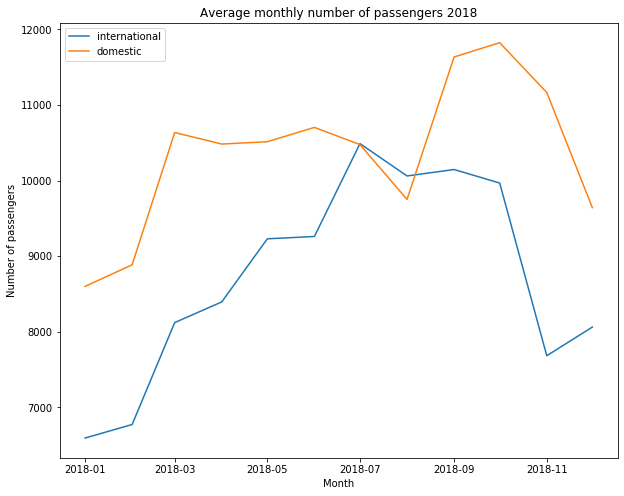 Average monthly number of passengers 2018
international
domestic
12000
11000
10000
9000
8000
7000
Number of passengers
2018-01 2018-03 2018-05 2018-07 2018-09 2018-11
Month